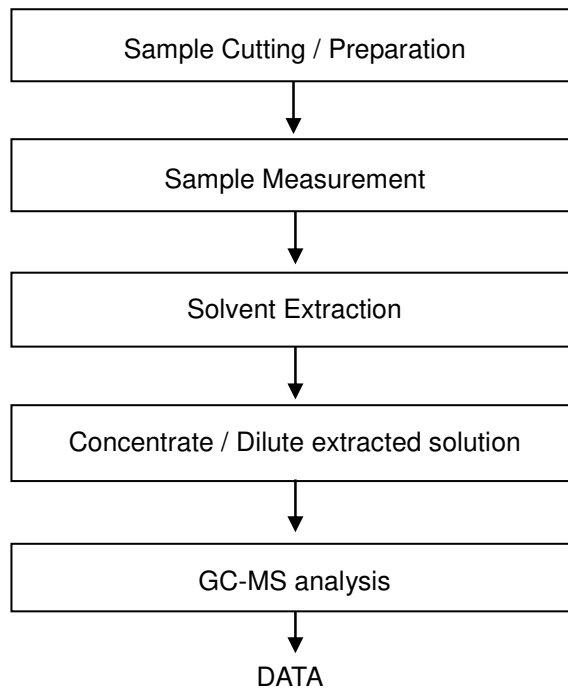 Sample Cutting / Preparation
Sample Measurement
Solvent Extraction
Concentrate / Dilute extracted solution
GC-MS analysis
DATA